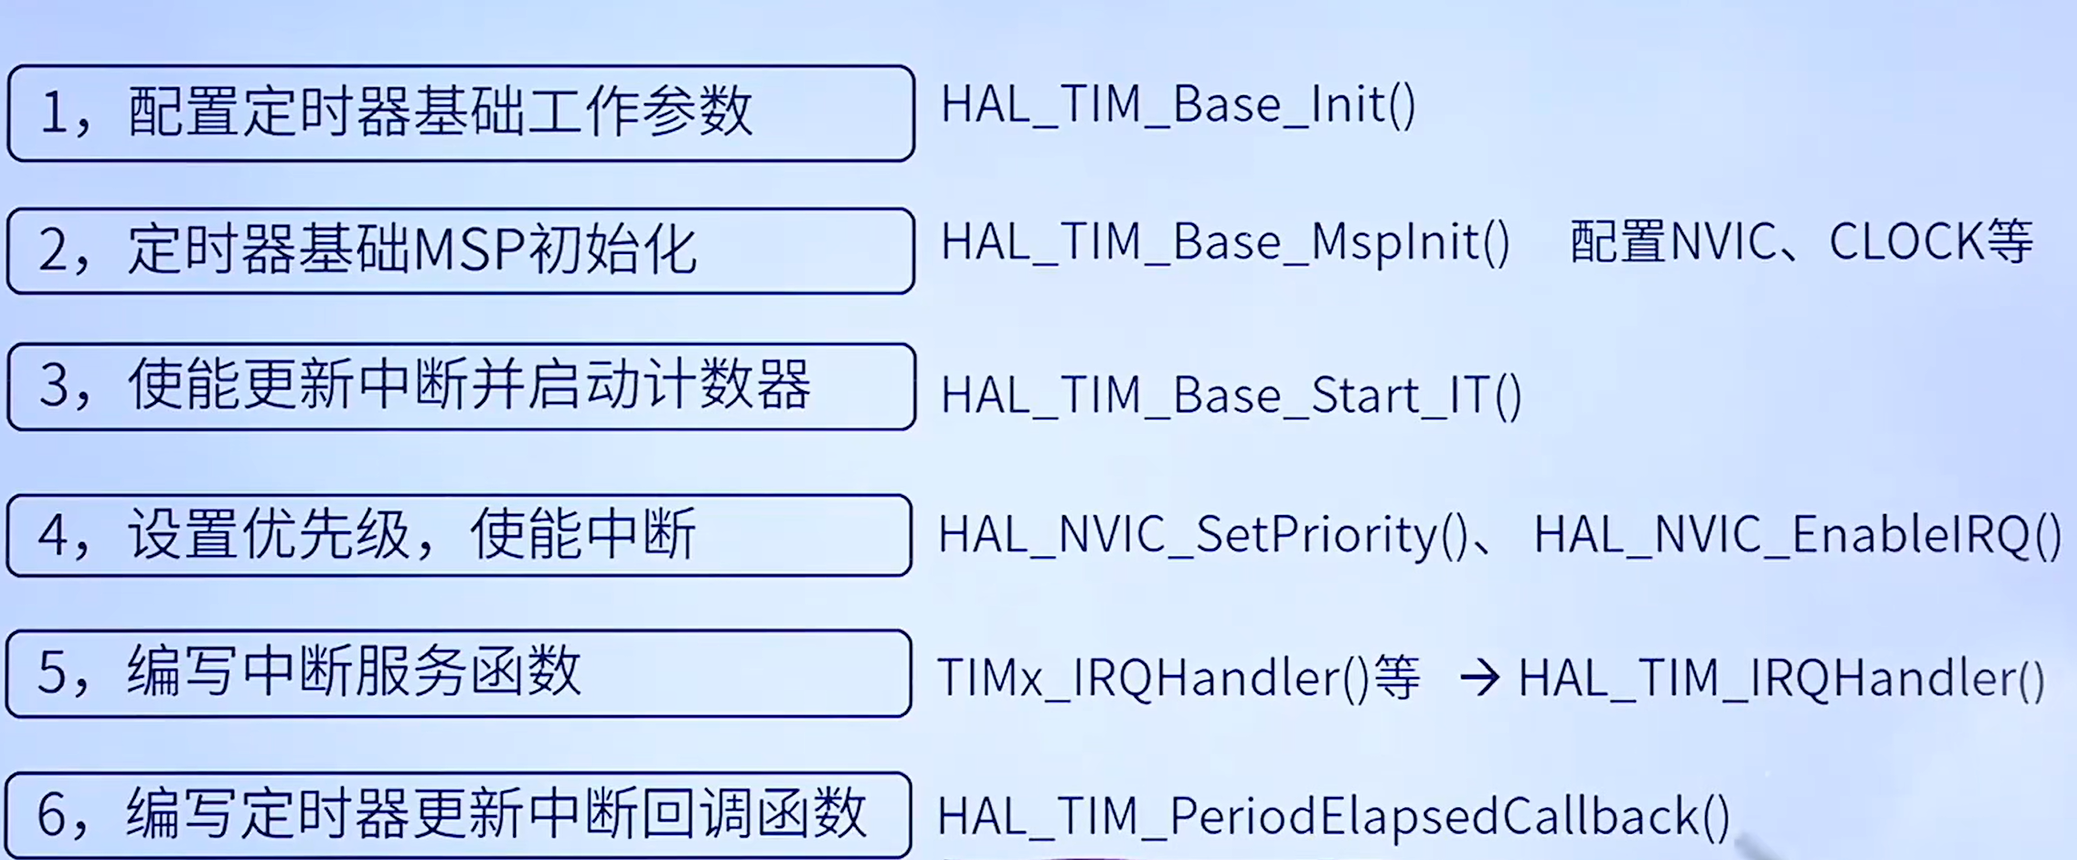 1，配置定时器基础工作参数 HAL_TIM_Base_Init()
2，定时器基础MSP初始化 HAL_TIM_Base_MspInit() 配置NVIC、CLOCK等
3，使能更新中断并启动计数器 HAL_TIM_Base_Start_IT()
4，设置优先级，使能中断 HAL_NVIC_SetPriority()、 HAL_NVIC_EnableIRQ()
5，编写中断服务函数 TIMx_IRQHandler()等 → HAL_TIM_IRQHandler()
6，编写定时器更新中断回调函数 HAL_TIM_PeriodElapsedCallback()